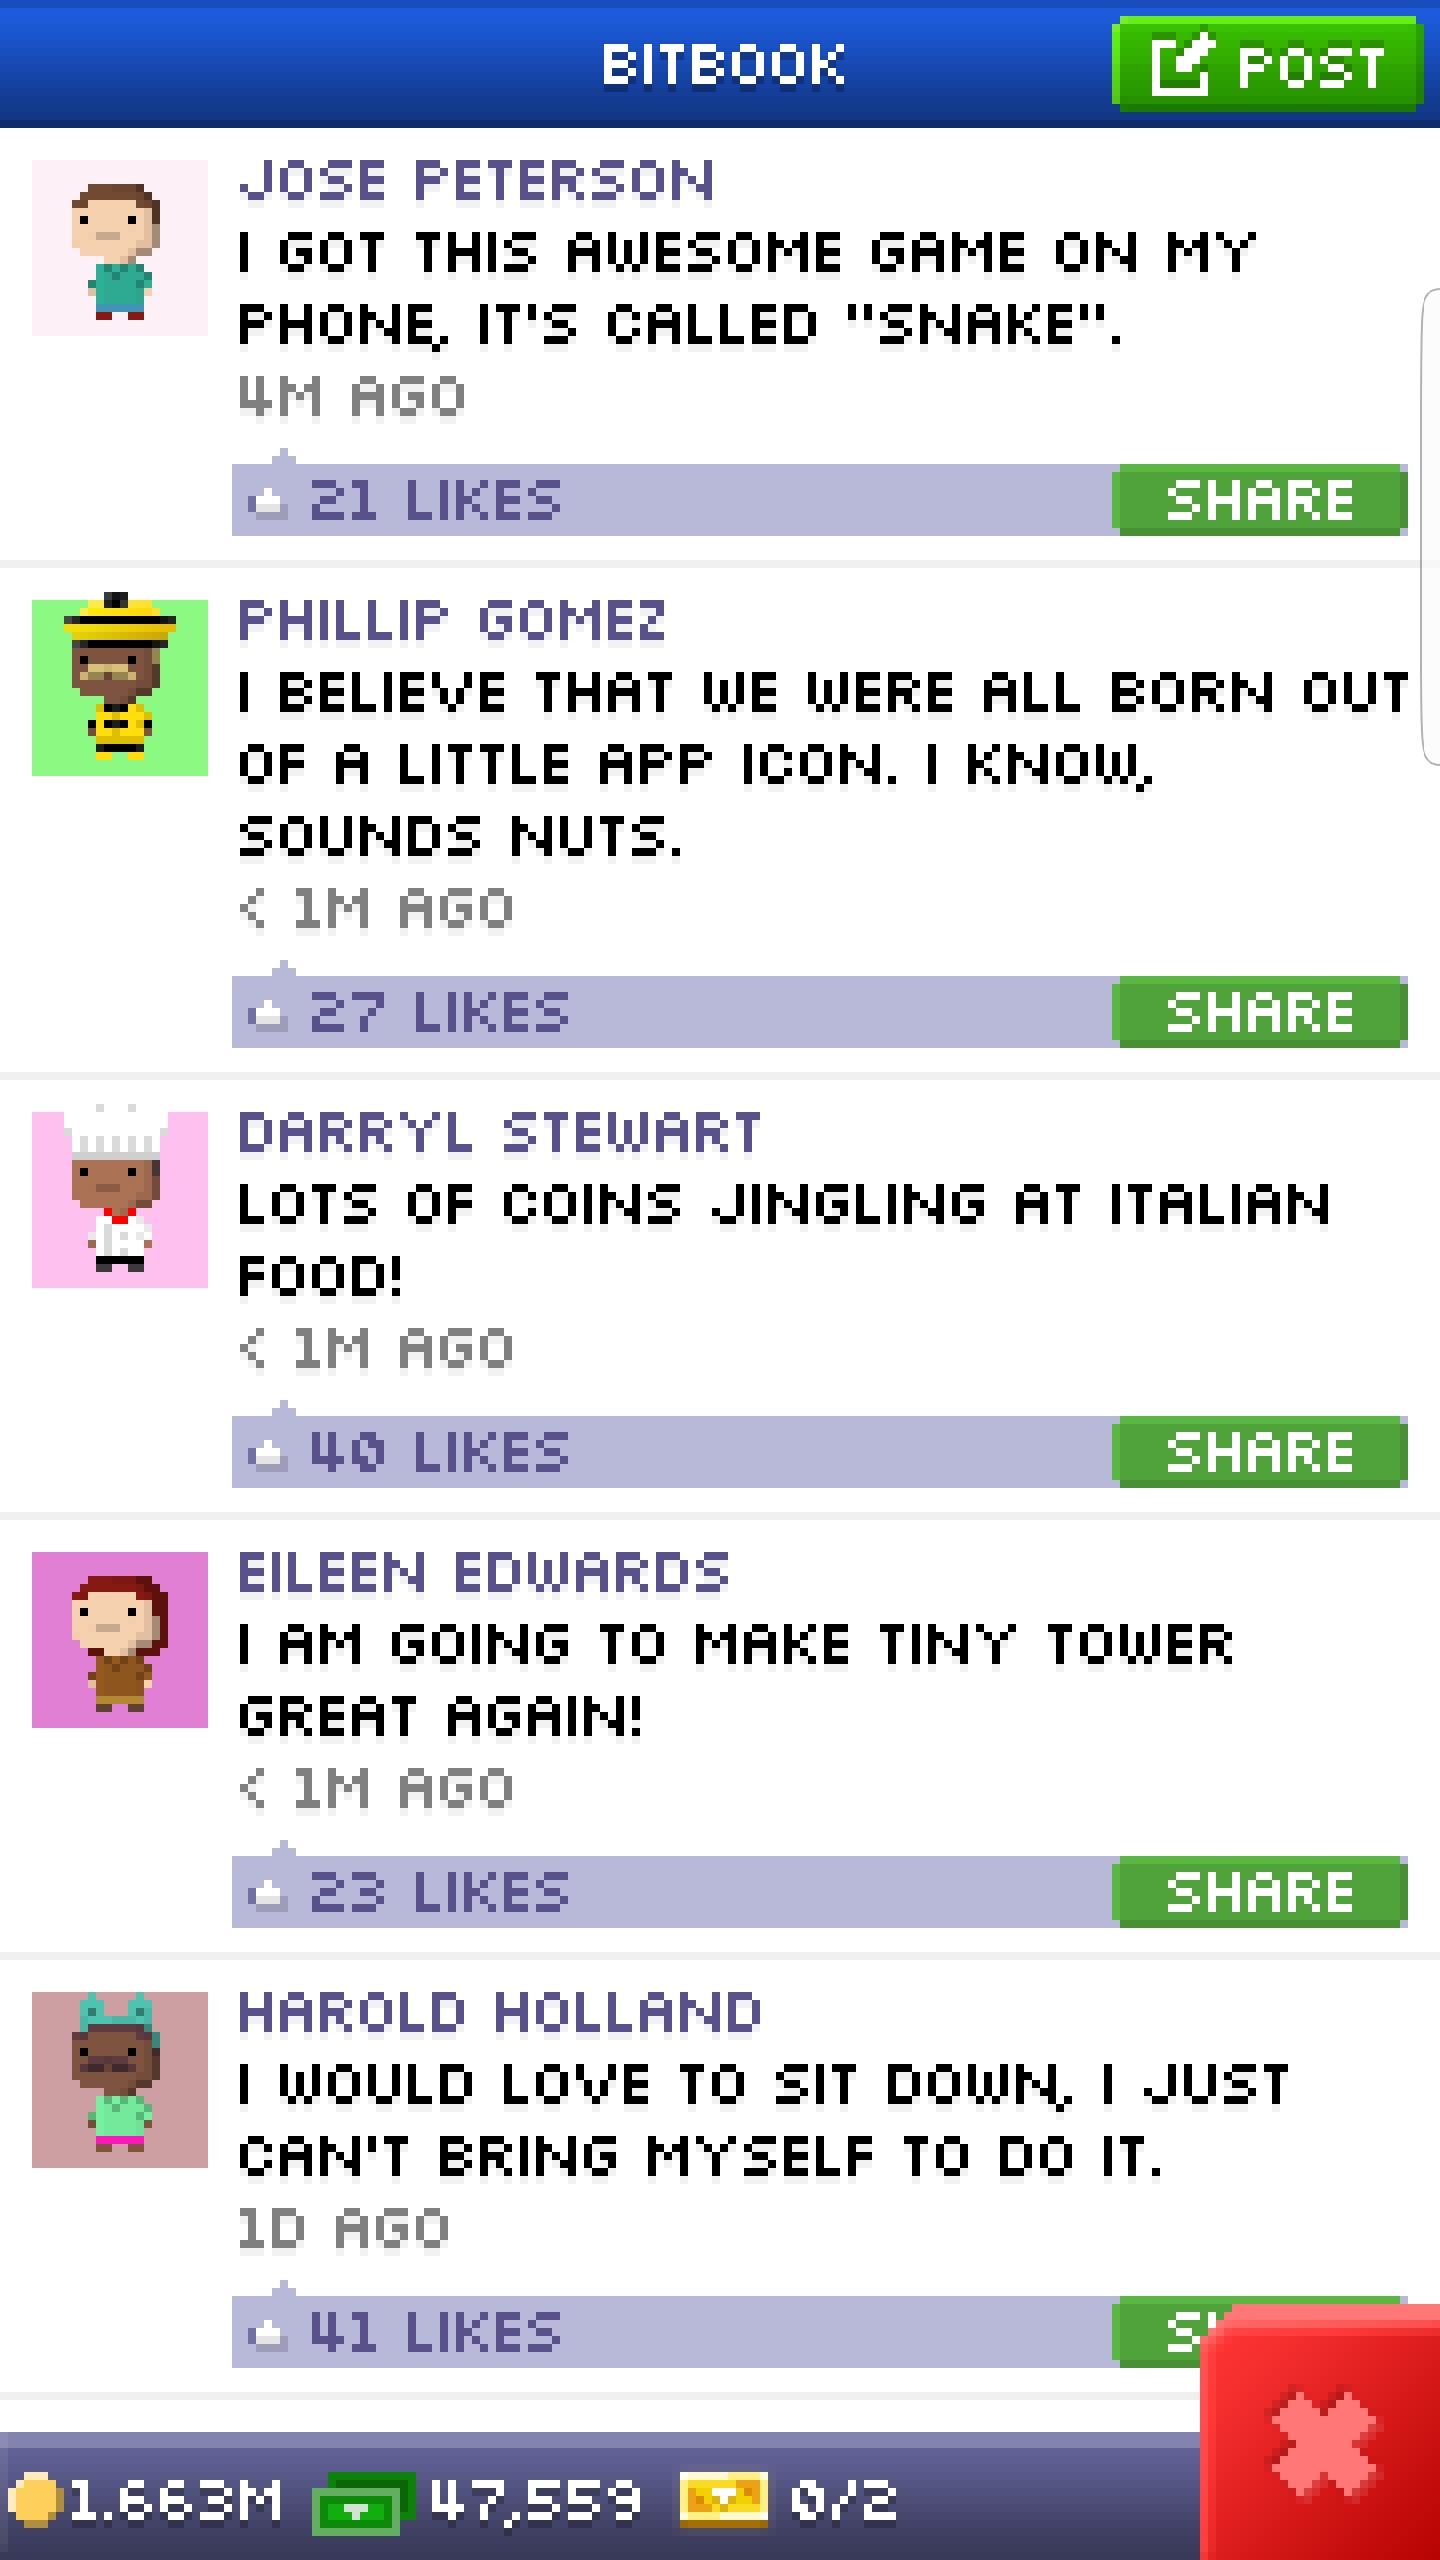 BITBOOK
POST
JOSE PETERSON
I GOT THIS AWESOME GAME ON MY
PHONE, IT'S CALLED "SNAKE".
4M AGO
21 LIKES
SHARE
PHILLIP GOMEZ
I BELIEVE THAT WE WERE ALL BORN OUT
OF A LITTLE APP ICON. I KNOW,
SOUNDS NUTS.
< 1M AGO
27 LIKES
SHARE
DARRYL STEWART
LOTS OF COINS JINGLING AT ITALIAN
FOOD!
< 1M AGO
40 LIKES
SHARE
EILEEN EDWARDS
I AM GOING TO MAKE TINY TOWER
GREAT AGAIN!
< 1M AGO
23 LIKES
SHARE
HAROLD HOLLAND
I WOULD LOVE TO SIT DOWN, I JUST
CAN'T BRING MYSELF TO DO IT.
1D AGO
41 LIKES
1.663M
47,559
0/2